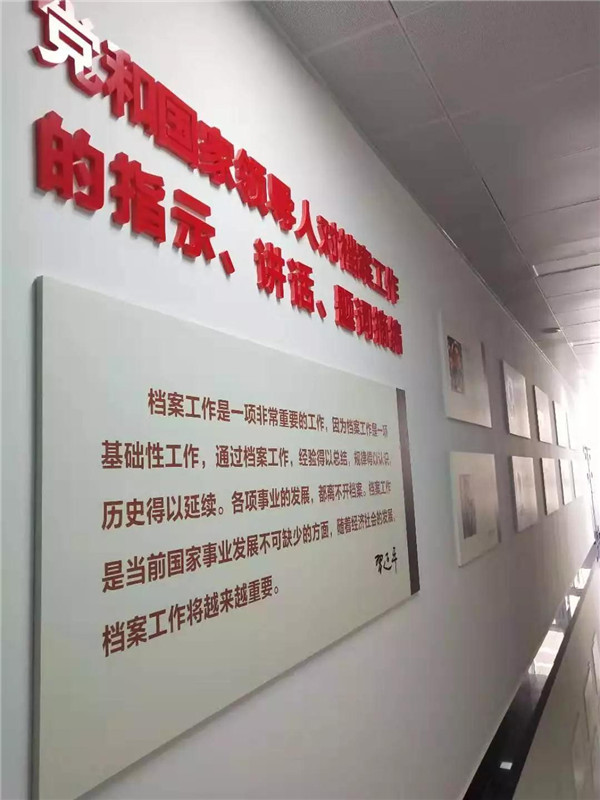 党和国家领导人对档案工作
的指示、讲话、题词摘编
档案工作是一项非常重要的工作，因为档案工作是一项
基础性工作，通过档案工作，经验得以总结，规律得以认识，
历史得以延续。各项事业的发展，都离不开档案。档案工作
是当前国家事业发展不可缺少的方面，随着经济社会的发展，
档案工作将越来越重要。